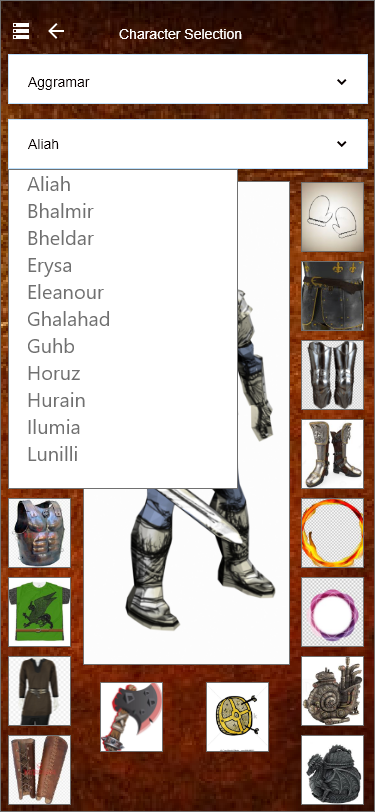 Character Selection
Aggramar
Aliah
Aliah
Bhalmir
Bheldar
Erysa
Eleanour
Ghalahad
Guhb
Horuz
Hurain
Ilumia
Lunilli